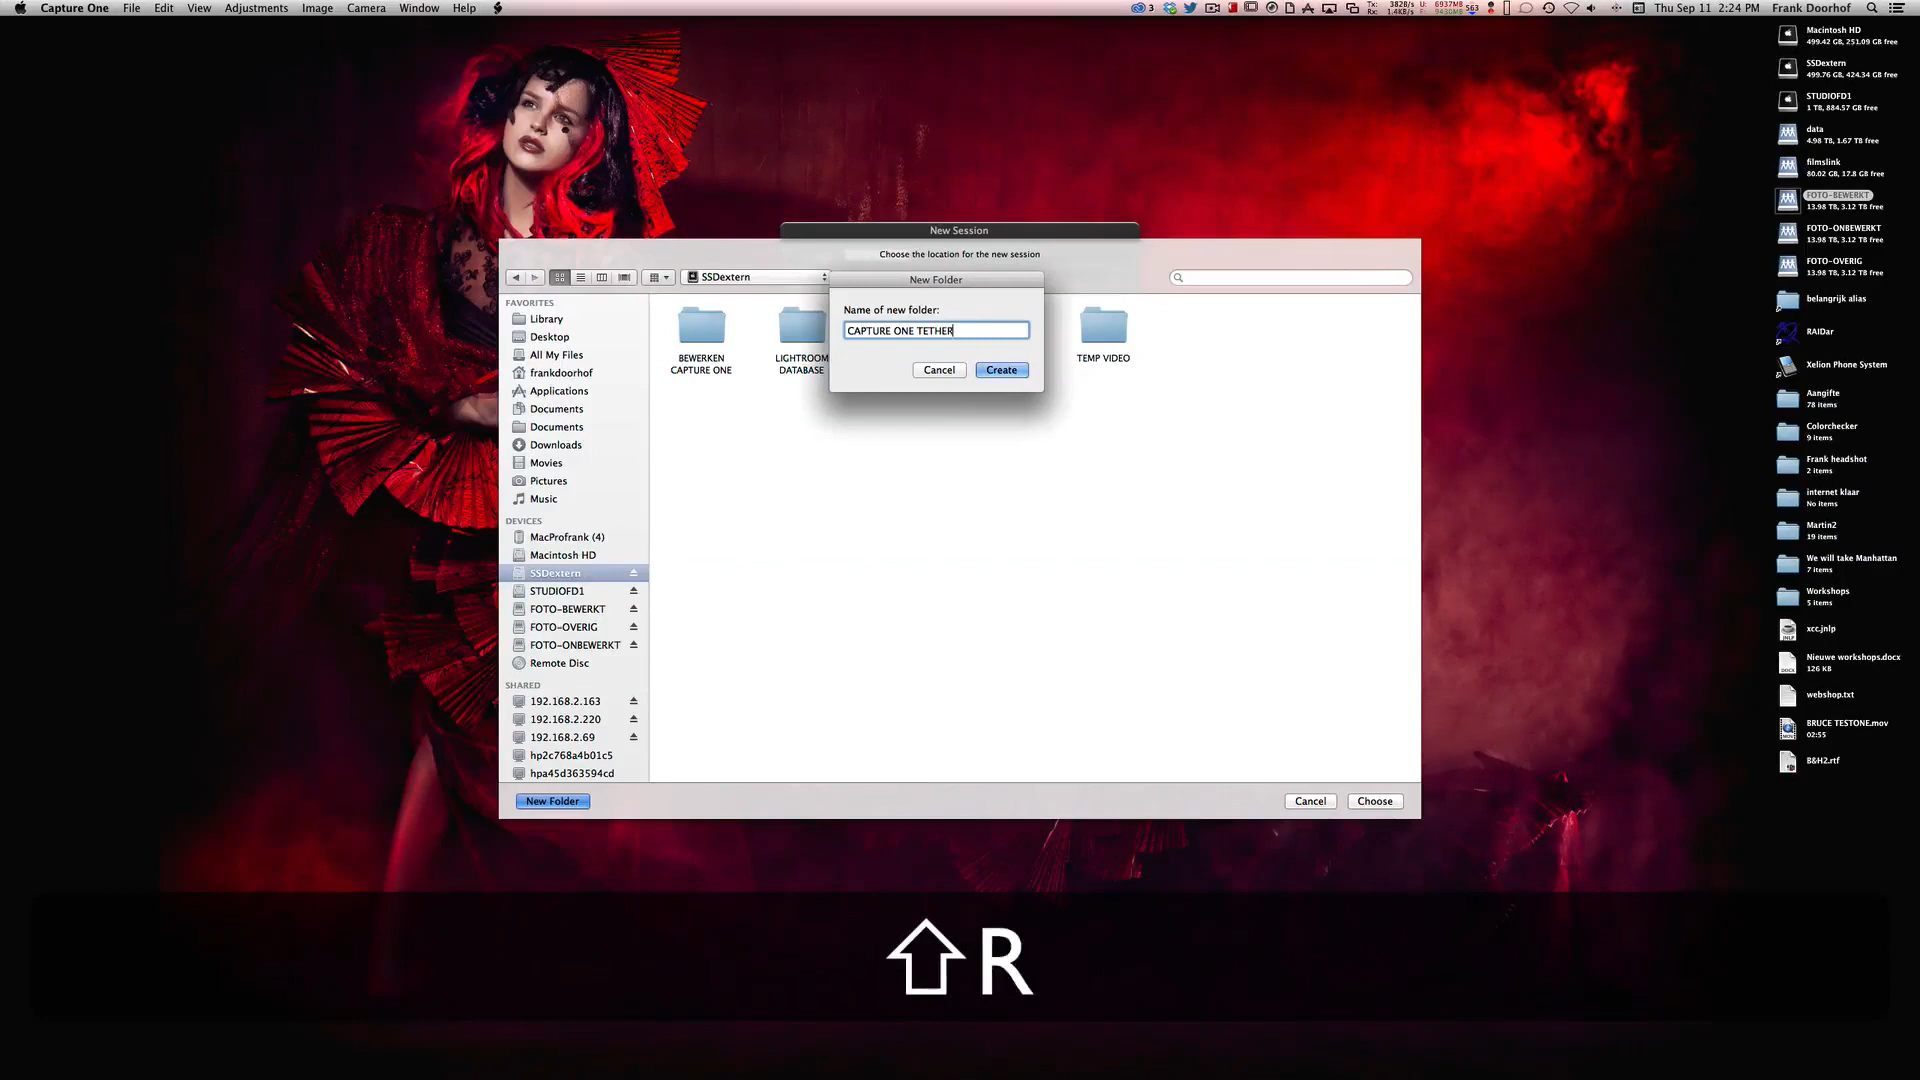 Capture One File Edit View Adjustments Image Camera Window Help
3 Tx: 382B/s Rx: 1.4KB/s U: 6937MB F: 9430MB 563 Thu Sep 11 2:24 PM Frank Doorhof
New Session
Choose the location for the new session
SSDextern
New Folder
Name of new folder:
CAPTURE ONE TETHER
Cancel Create
FAVORITES
Library
Desktop
All My Files
frankdoorhof
Applications
Documents
Documents
Downloads
Movies
Pictures
Music
DEVICES
MacProfrank (4)
Macintosh HD
SSDextern
STUDIOFD1
FOTO-BEWERKT
FOTO-OVERIG
FOTO-ONBEWERKT
Remote Disc
SHARED
192.168.2.163
192.168.2.220
192.168.2.69
hp2c768a4b01c5
hpa45d363594cd
BEWERKEN
CAPTURE ONE
LIGHTROOM
DATABASE
TEMP VIDEO
New Folder
Cancel Choose
Macintosh HD
499.42 GB, 251.09 GB free
SSDextern
499.76 GB, 424.34 GB free
STUDIOFD1
1 TB, 884.57 GB free
data
4.98 TB, 1.67 TB free
filmslink
80.02 GB, 17.8 GB free
FOTO-BEWERKT
13.98 TB, 3.12 TB free
FOTO-ONBEWERKT
13.98 TB, 3.12 TB free
FOTO-OVERIG
13.98 TB, 3.12 TB free
belangrijk alias
RAIDar
Xelion Phone System
Aangifte
78 items
Colorchecker
9 items
Frank headshot
2 items
internet klaar
No items
Martin2
19 items
We will take Manhattan
7 items
Workshops
5 items
xcc.jnlp
Nieuwe workshops.docx
126 KB
webshop.txt
BRUCE TESTONE.mov
02:55
B&H2.rtf
⇧R